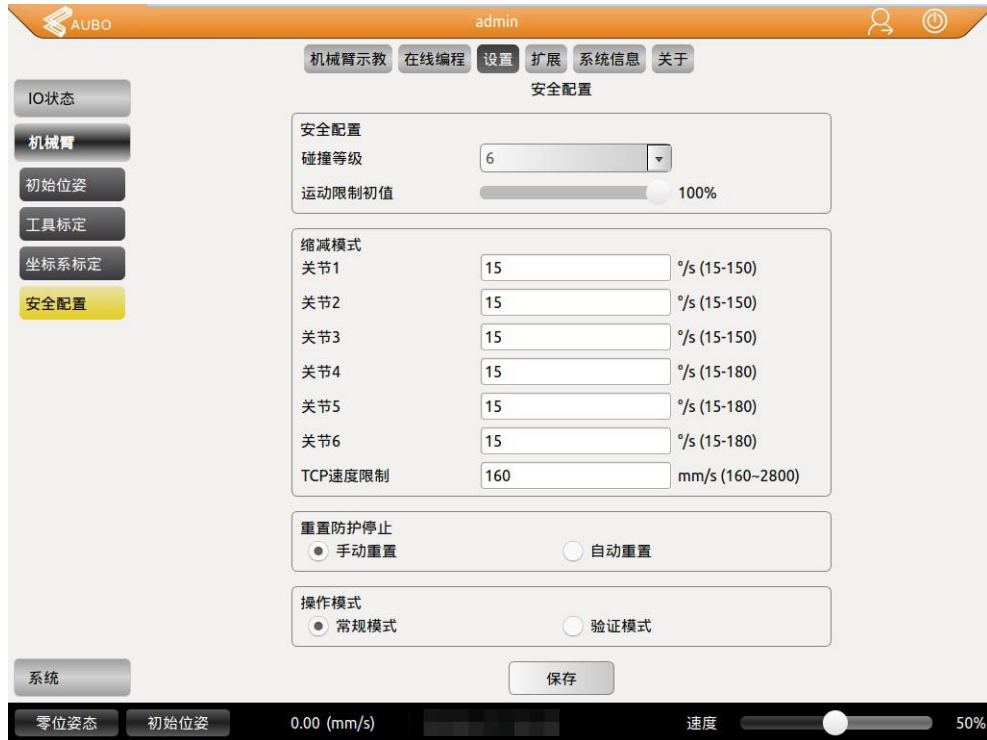 AUBO admin
机械臂示教 在线编程 设置 扩展 系统信息 关于
安全配置
IO状态
机械臂
初始位姿
工具标定
坐标系标定
安全配置
系统
安全配置
碰撞等级 6
运动限制初值 100%
缩减模式
关节1 15 °/s (15-150)
关节2 15 °/s (15-150)
关节3 15 °/s (15-150)
关节4 15 °/s (15-180)
关节5 15 °/s (15-180)
关节6 15 °/s (15-180)
TCP速度限制 160 mm/s (160~2800)
重置防护停止
手动重置 自动重置
操作模式
常规模式 验证模式
保存
零位姿态 初始位姿 0.00 (mm/s) 速度 50%